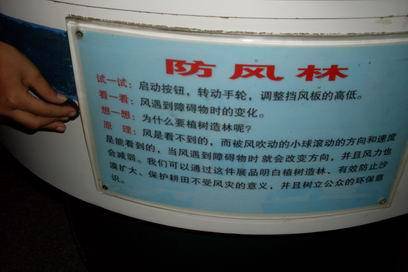 防风林
试一试：启动按钮，转动手轮，调整挡风板的高低。
看一看：风遇到障碍物时的变化。
想一想：为什么要植树造林呢？
原　理：风是看不到的，而被风吹动的小球滚动的方向和速度
是能看到的，当风遇到障碍物时就会改变方向，并且风力也
会减弱。我们可以通过这件展品明白植树造林、有效防止沙
漠扩大、保护耕田不受风灾的意义，并且树立公众的环保意
识。